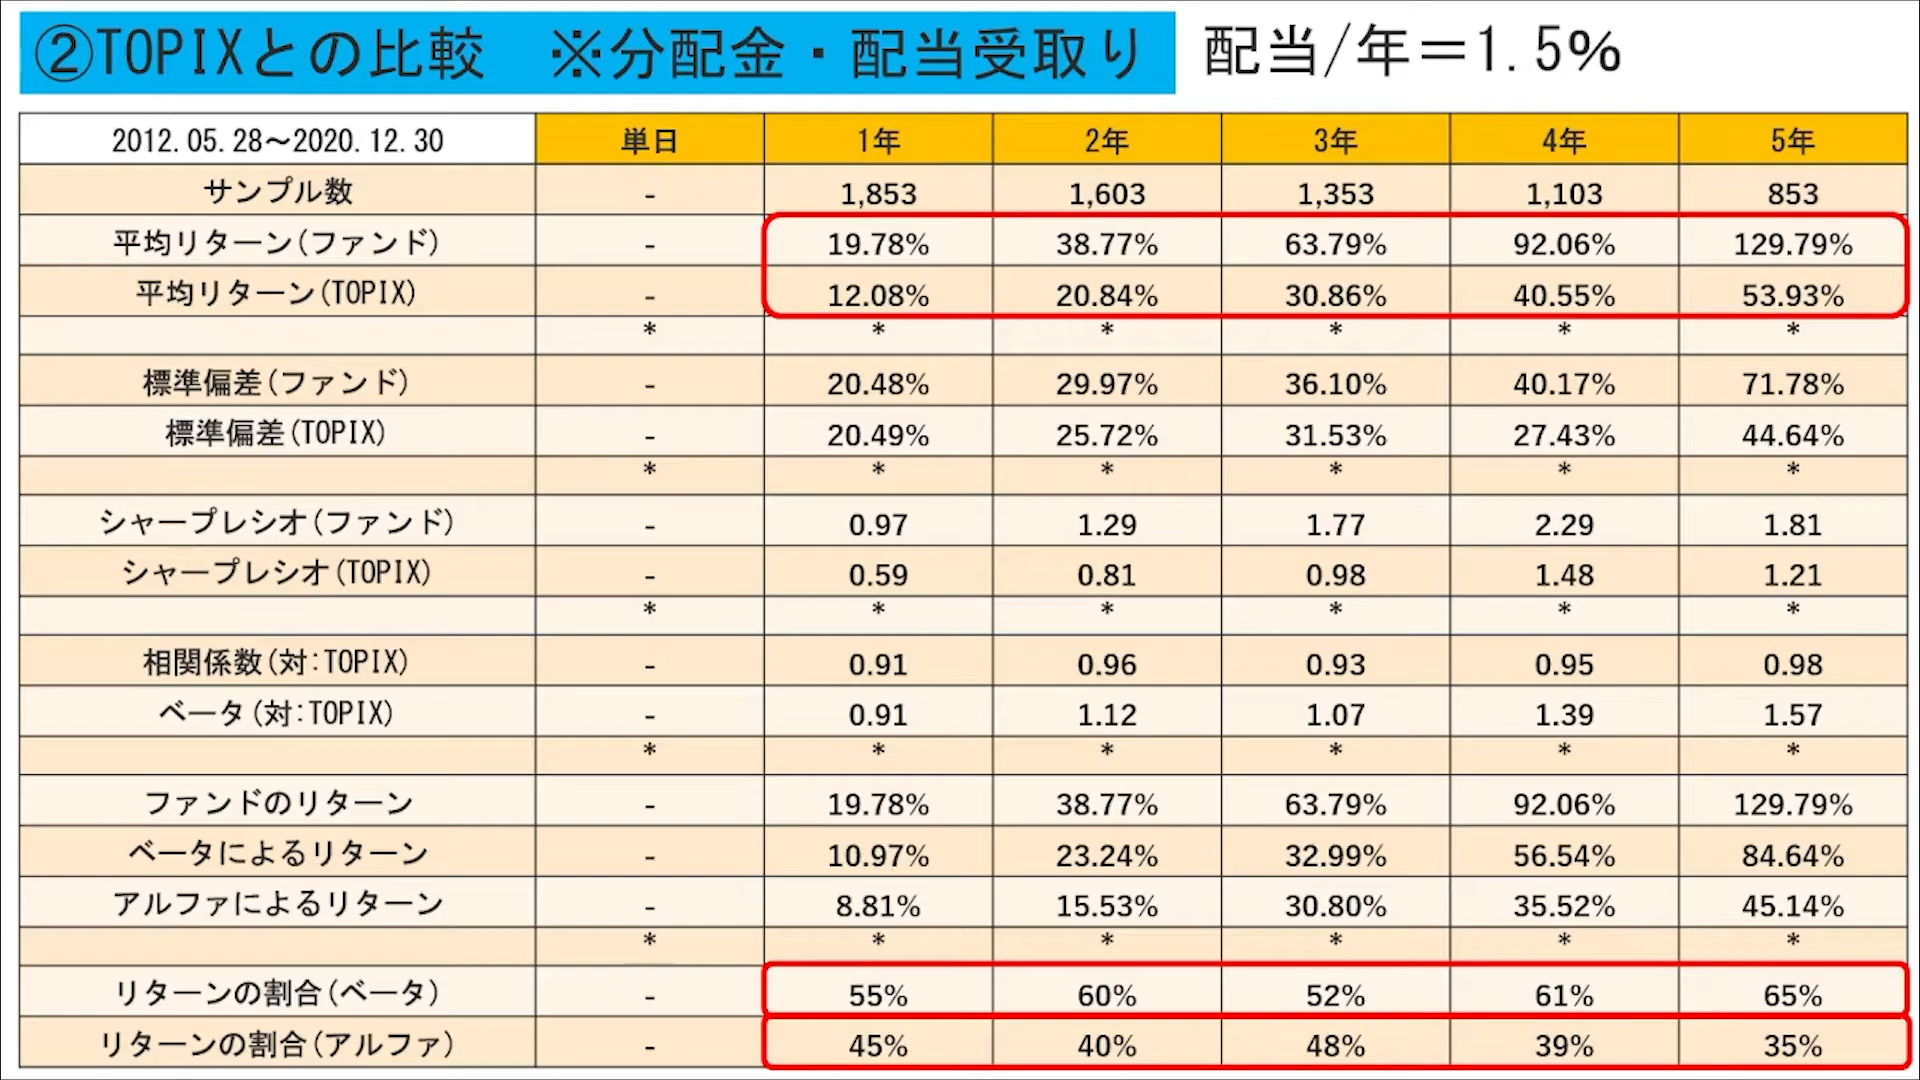 ②TOPIXとの比較　※分配金・配当受取り 配当/年＝1.5%
2012.05.28～2020.12.30 単日 1年 2年 3年 4年 5年
サンプル数 - 1,853 1,603 1,353 1,103 853
平均リターン(ファンド) - 19.78% 38.77% 63.79% 92.06% 129.79%
平均リターン(TOPIX) - 12.08% 20.84% 30.86% 40.55% 53.93%
* * * * * *
標準偏差(ファンド) - 20.48% 29.97% 36.10% 40.17% 71.78%
標準偏差(TOPIX) - 20.49% 25.72% 31.53% 27.43% 44.64%
* * * * * *
シャープレシオ(ファンド) - 0.97 1.29 1.77 2.29 1.81
シャープレシオ(TOPIX) - 0.59 0.81 0.98 1.48 1.21
* * * * * *
相関係数(対:TOPIX) - 0.91 0.96 0.93 0.95 0.98
ベータ(対:TOPIX) - 0.91 1.12 1.07 1.39 1.57
* * * * * *
ファンドのリターン - 19.78% 38.77% 63.79% 92.06% 129.79%
ベータによるリターン - 10.97% 23.24% 32.99% 56.54% 84.64%
アルファによるリターン - 8.81% 15.53% 30.80% 35.52% 45.14%
* * * * * *
リターンの割合(ベータ) - 55% 60% 52% 61% 65%
リターンの割合(アルファ) - 45% 40% 48% 39% 35%